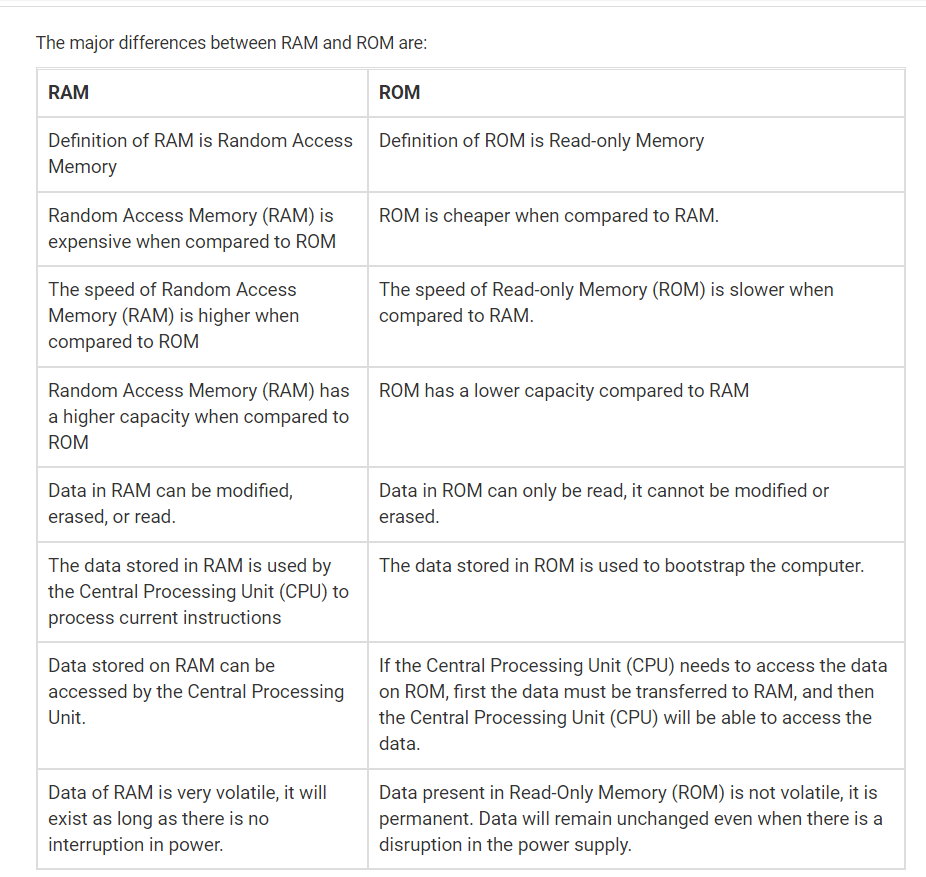 The major differences between RAM and ROM are:
RAM
ROM
Definition of RAM is Random Access
Memory
Definition of ROM is Read-only Memory
Random Access Memory (RAM) is
expensive when compared to ROM
ROM is cheaper when compared to RAM.
The speed of Random Access
Memory (RAM) is higher when
compared to ROM
The speed of Read-only Memory (ROM) is slower when
compared to RAM.
Random Access Memory (RAM) has
a higher capacity when compared to
ROM
ROM has a lower capacity compared to RAM
Data in RAM can be modified,
erased, or read.
Data in ROM can only be read, it cannot be modified or
erased.
The data stored in RAM is used by
the Central Processing Unit (CPU) to
process current instructions
The data stored in ROM is used to bootstrap the computer.
Data stored on RAM can be
accessed by the Central Processing
Unit.
If the Central Processing Unit (CPU) needs to access the data
on ROM, first the data must be transferred to RAM, and then
the Central Processing Unit (CPU) will be able to access the
data.
Data of RAM is very volatile, it will
exist as long as there is no
interruption in power.
Data present in Read-Only Memory (ROM) is not volatile, it is
permanent. Data will remain unchanged even when there is a
disruption in the power supply.